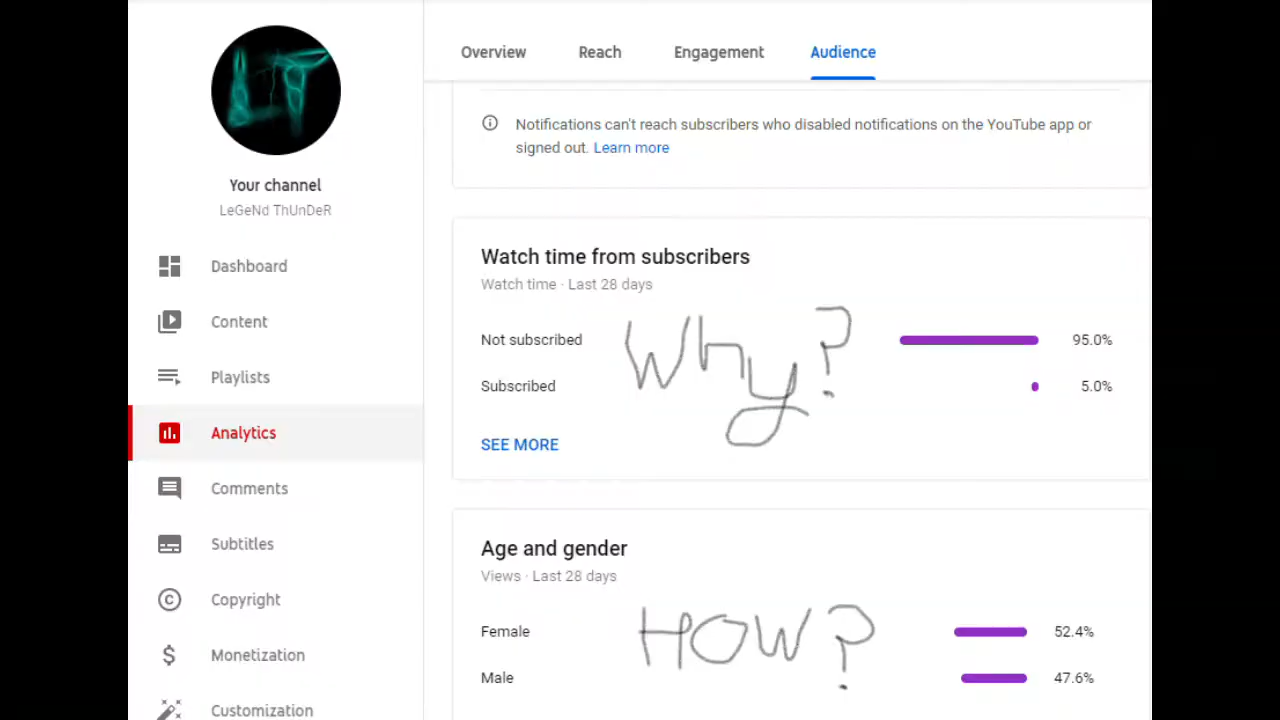 LT
Your channel
LeGeNd ThUnDeR
Dashboard
Content
Playlists
Analytics
Comments
Subtitles
Copyright
Monetization
Customization
Overview Reach Engagement Audience
Notifications can't reach subscribers who disabled notifications on the YouTube app or
signed out. Learn more
Watch time from subscribers
Watch time · Last 28 days
Not subscribed 95.0%
Subscribed 5.0%
Why?
SEE MORE
Age and gender
Views · Last 28 days
Female 52.4%
HOW?
Male 47.6%